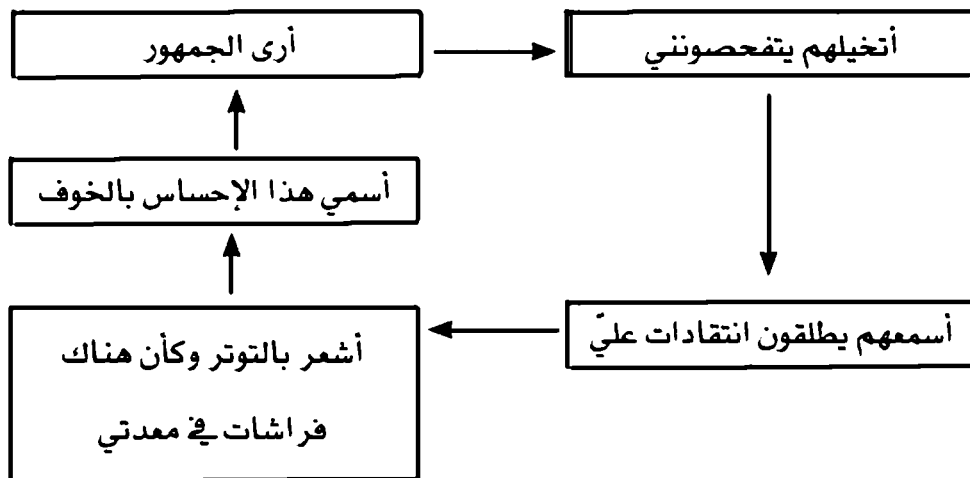 أرى الجمهور
أتخيلهم يتفحصونني
أسمعهم يطلقون انتقادات عليّ
أشعر بالتوتر وكأن هناك
فراشات في معدتي
أسمي هذا الإحساس بالخوف